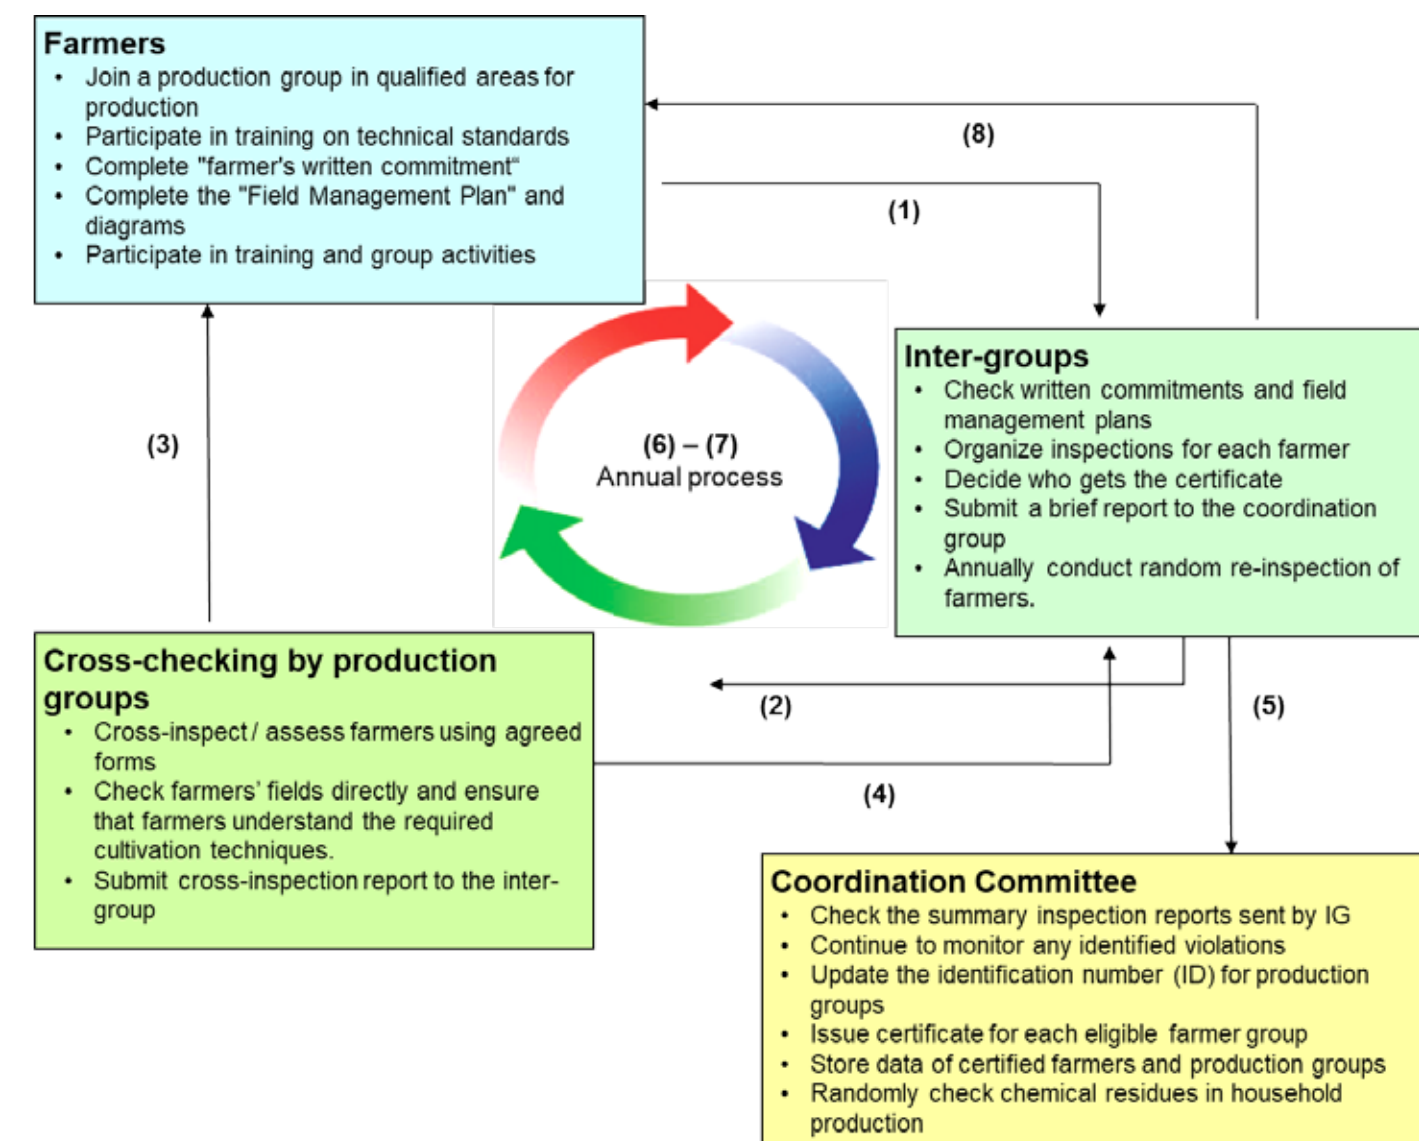 Farmers
• Join a production group in qualified areas for
production
• Participate in training on technical standards
• Complete "farmer's written commitment“
• Complete the "Field Management Plan" and
diagrams
• Participate in training and group activities
(8)
(1)
Inter-groups
• Check written commitments and field
management plans
• Organize inspections for each farmer
• Decide who gets the certificate
• Submit a brief report to the coordination
group
• Annually conduct random re-inspection of
farmers.
(3)
(6) – (7)
Annual process
Cross-checking by production
groups
• Cross-inspect / assess farmers using agreed
forms
• Check farmers’ fields directly and ensure
that farmers understand the required
cultivation techniques.
• Submit cross-inspection report to the inter-
group
(2)
(5)
(4)
Coordination Committee
• Check the summary inspection reports sent by IG
• Continue to monitor any identified violations
• Update the identification number (ID) for production
groups
• Issue certificate for each eligible farmer group
• Store data of certified farmers and production groups
• Randomly check chemical residues in household
production